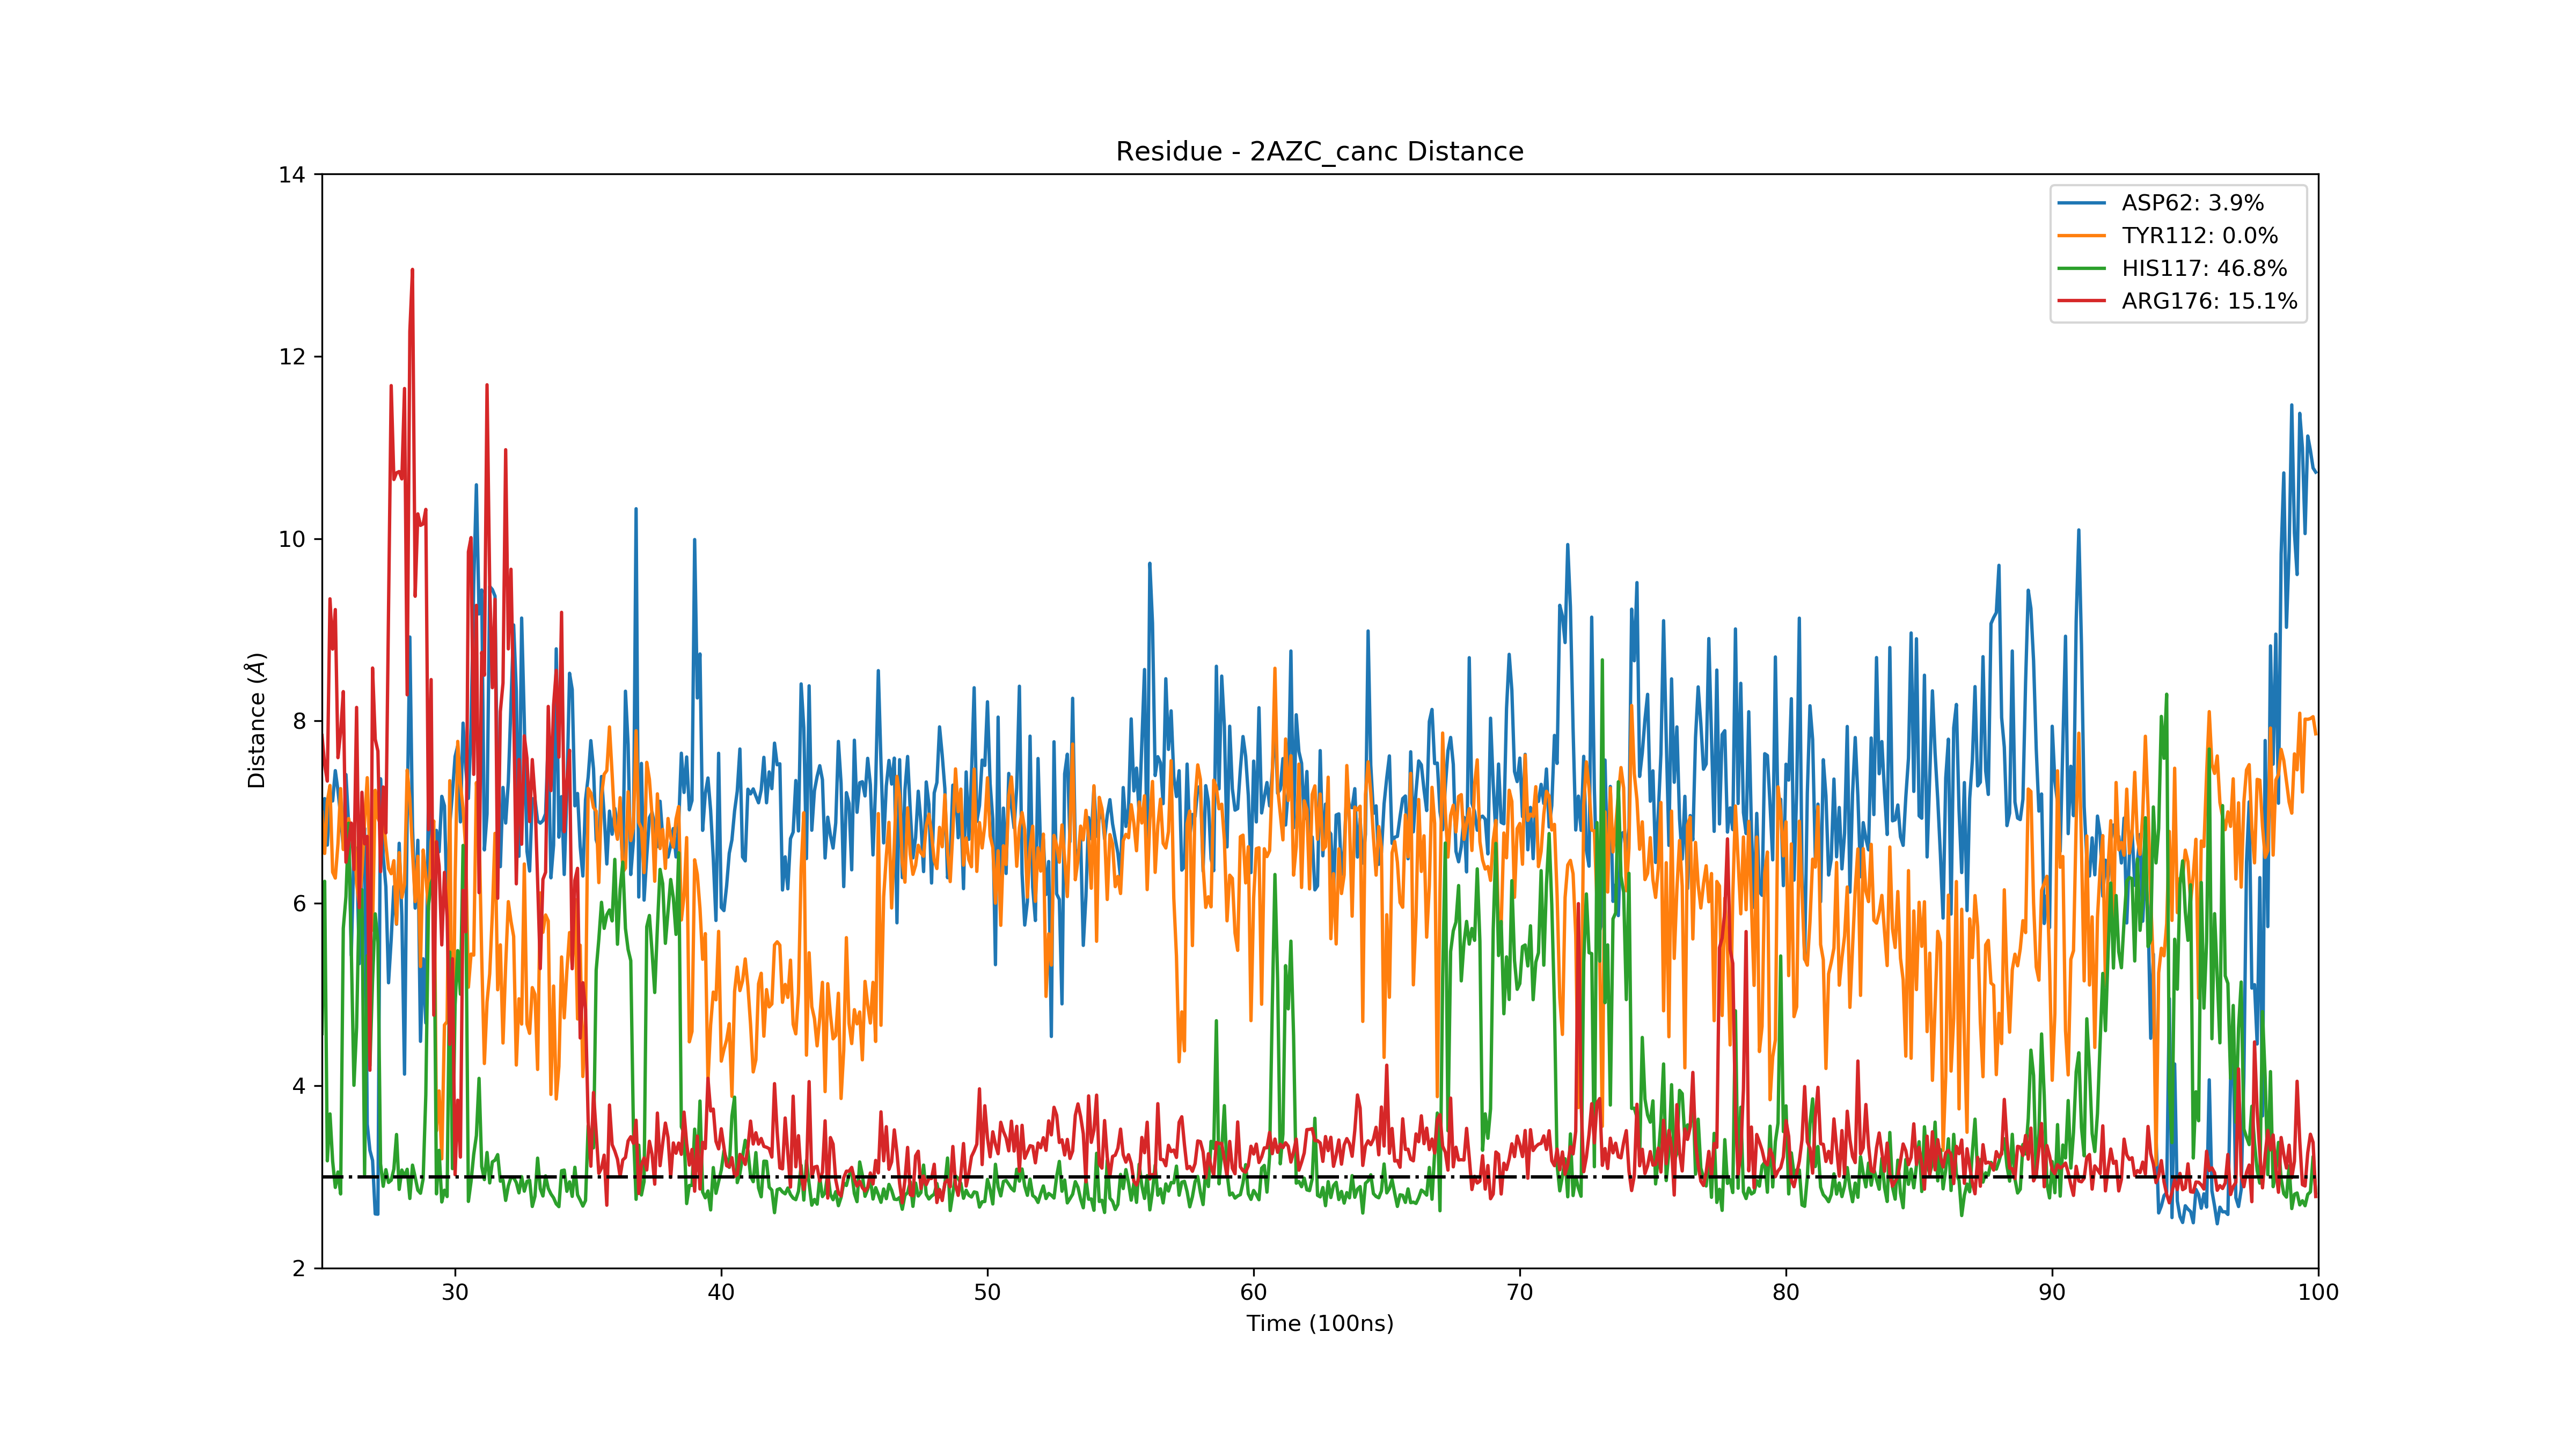 Residue - 2AZC_canc Distance
14
12
10
8
6
4
2
Distance (Å)
ASP62: 3.9%
TYR112: 0.0%
HIS117: 46.8%
ARG176: 15.1%
30 40 50 60 70 80 90 100
Time (100ns)